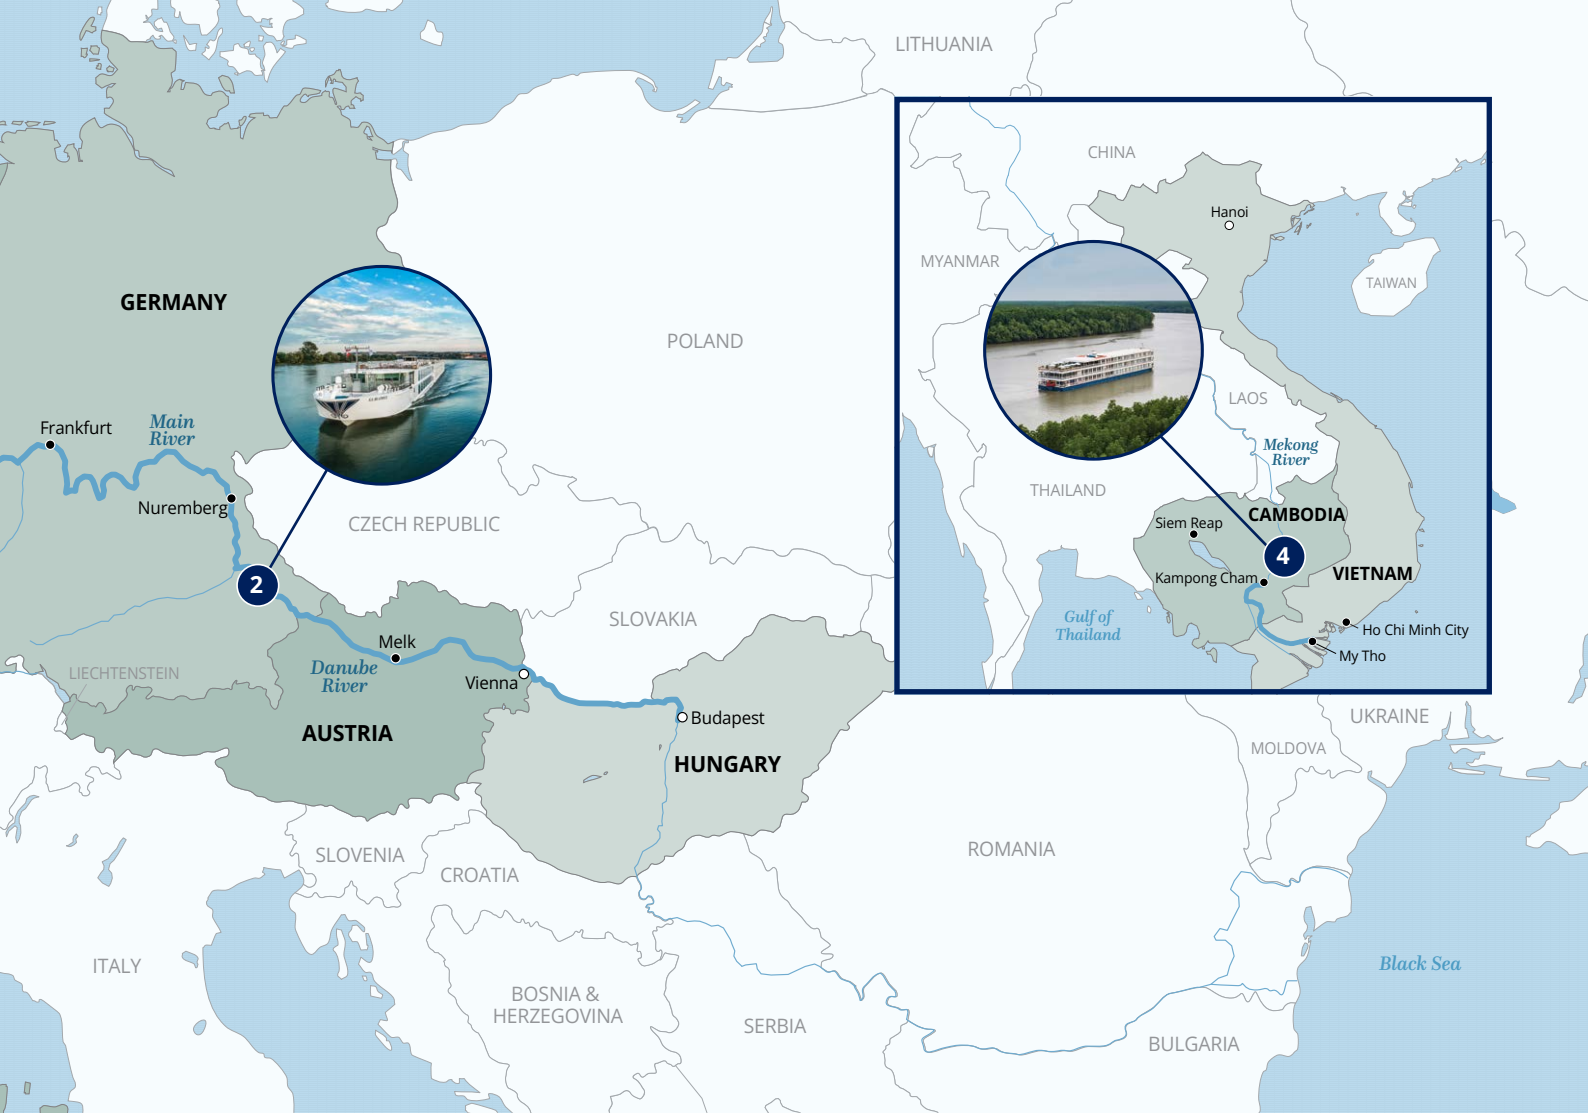 LITHUANIA
CHINA
Hanoi
MYANMAR
TAIWAN
GERMANY
POLAND
LAOS
Mekong
River
THAILAND
CAMBODIA
Siem Reap
4
Kampong Cham
VIETNAM
Gulf of
Thailand
Ho Chi Minh City
My Tho
Frankfurt
Main
River
Nuremberg
CZECH REPUBLIC
2
SLOVAKIA
Melk
LIECHTENSTEIN
Danube
River
Vienna
Budapest
AUSTRIA
HUNGARY
UKRAINE
MOLDOVA
SLOVENIA
CROATIA
ROMANIA
ITALY
Black Sea
BOSNIA &
HERZEGOVINA
SERBIA
BULGARIA